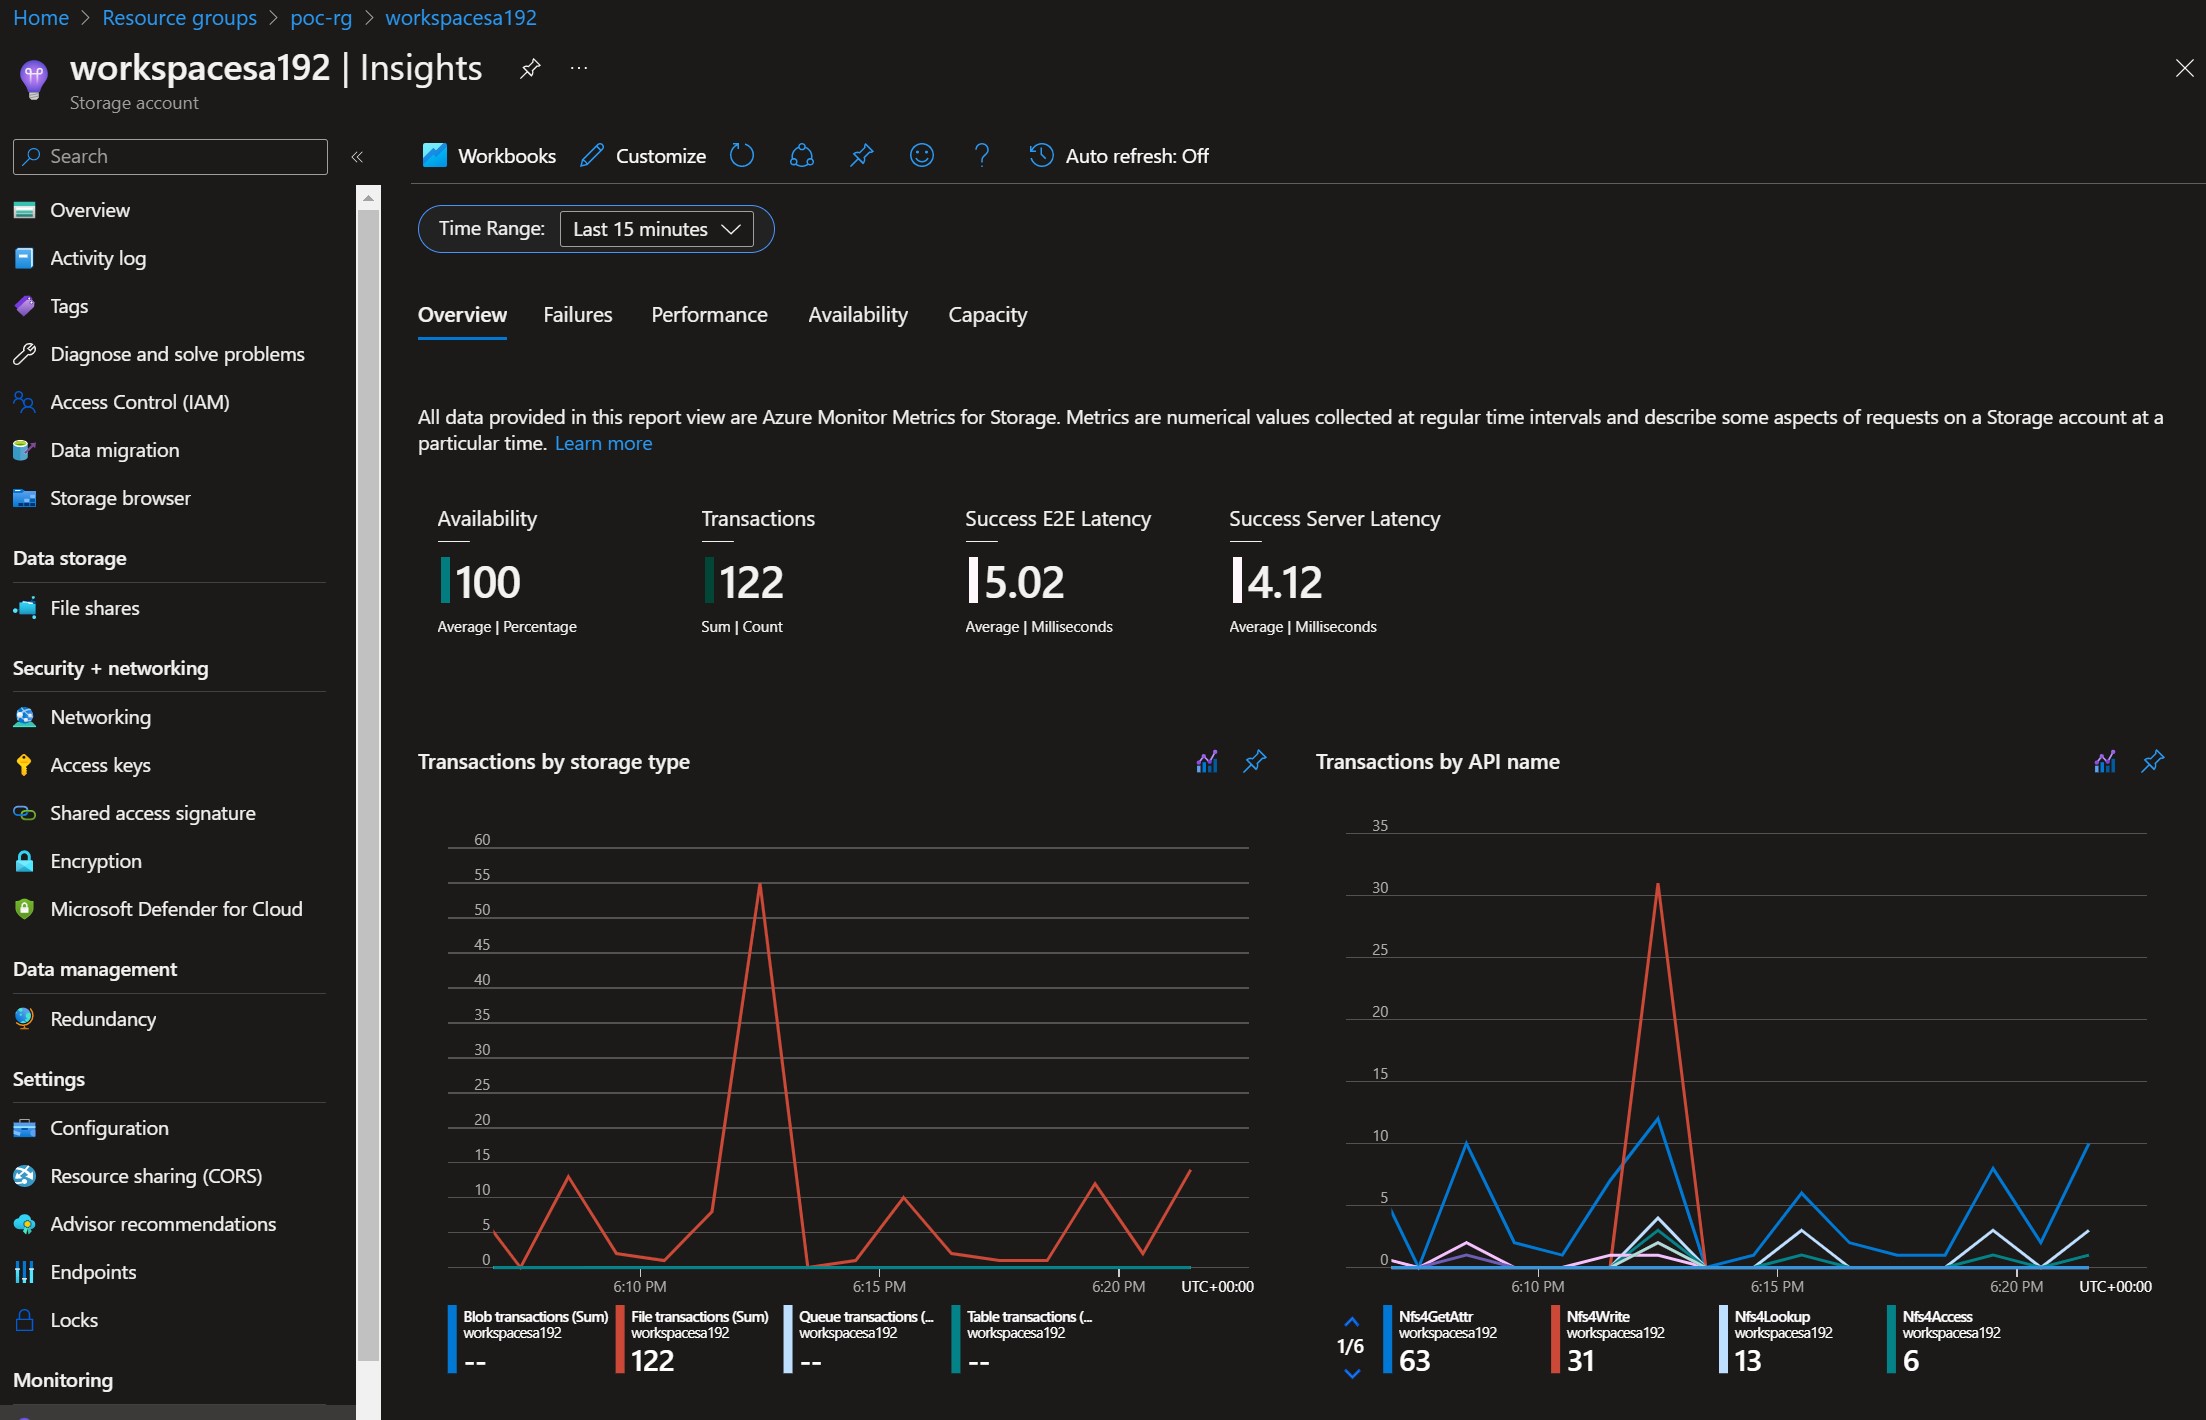 Home > Resource groups > poc-rg > workspacesa192
workspacesa192 | Insights
Storage account
Search
Overview
Activity log
Tags
Diagnose and solve problems
Access Control (IAM)
Data migration
Storage browser
Data storage
File shares
Security + networking
Networking
Access keys
Shared access signature
Encryption
Microsoft Defender for Cloud
Data management
Redundancy
Settings
Configuration
Resource sharing (CORS)
Advisor recommendations
Endpoints
Locks
Monitoring
Workbooks Customize Auto refresh: Off
Time Range: Last 15 minutes
Overview Failures Performance Availability Capacity
All data provided in this report view are Azure Monitor Metrics for Storage. Metrics are numerical values collected at regular time intervals and describe some aspects of requests on a Storage account at a
particular time. Learn more
Availability
100
Average | Percentage
Transactions
122
Sum | Count
Success E2E Latency
5.02
Average | Milliseconds
Success Server Latency
4.12
Average | Milliseconds
Transactions by storage type
60
55
50
45
40
35
30
25
20
15
10
5
0
6:10 PM 6:15 PM 6:20 PM UTC+00:00
Blob transactions (Sum)
workspacesa192
--
File transactions (Sum)
workspacesa192
122
Queue transactions (...
workspacesa192
--
Table transactions (...
workspacesa192
--
Transactions by API name
35
30
25
20
15
10
5
0
6:10 PM 6:15 PM 6:20 PM UTC+00:00
1/6
Nfs4GetAttr
workspacesa192
63
Nfs4Write
workspacesa192
31
Nfs4Lookup
workspacesa192
13
Nfs4Access
workspacesa192
6